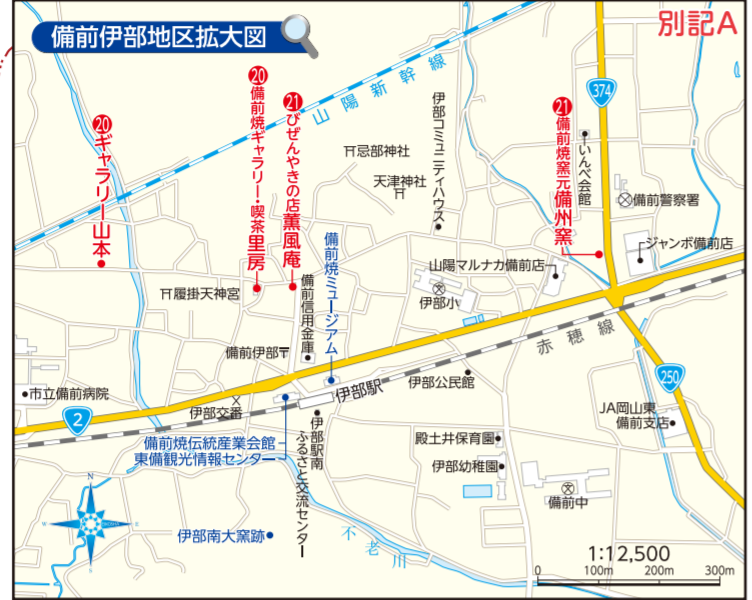 備前伊部地区拡大図
別記A
山陽新幹線
374
⑳ギャラリー山本
⑳備前焼ギャラリー・喫茶里房
㉑びぜんやきの店薫風庵
㉑備前焼窯元備州窯
伊部コミュニティハウス
忌部神社
天津神社
いんべ会館
備前警察署
ジャンボ備前店
山陽マルナカ備前店
文
伊部小
履掛天神宮
備前焼ミュージアム
備前信用金庫
備前伊部〒
赤穂線
伊部駅
伊部公民館
250
市立備前病院
2
伊部交番
JA岡山東
備前支店
備前焼伝統産業会館
東備観光情報センター
伊部駅南
ふるさと交流センター
殿土井保育園
伊部幼稚園
文
備前中
伊部南大窯跡
不老川
N
W
E
S
1:12,500
0 100m 200m 300m